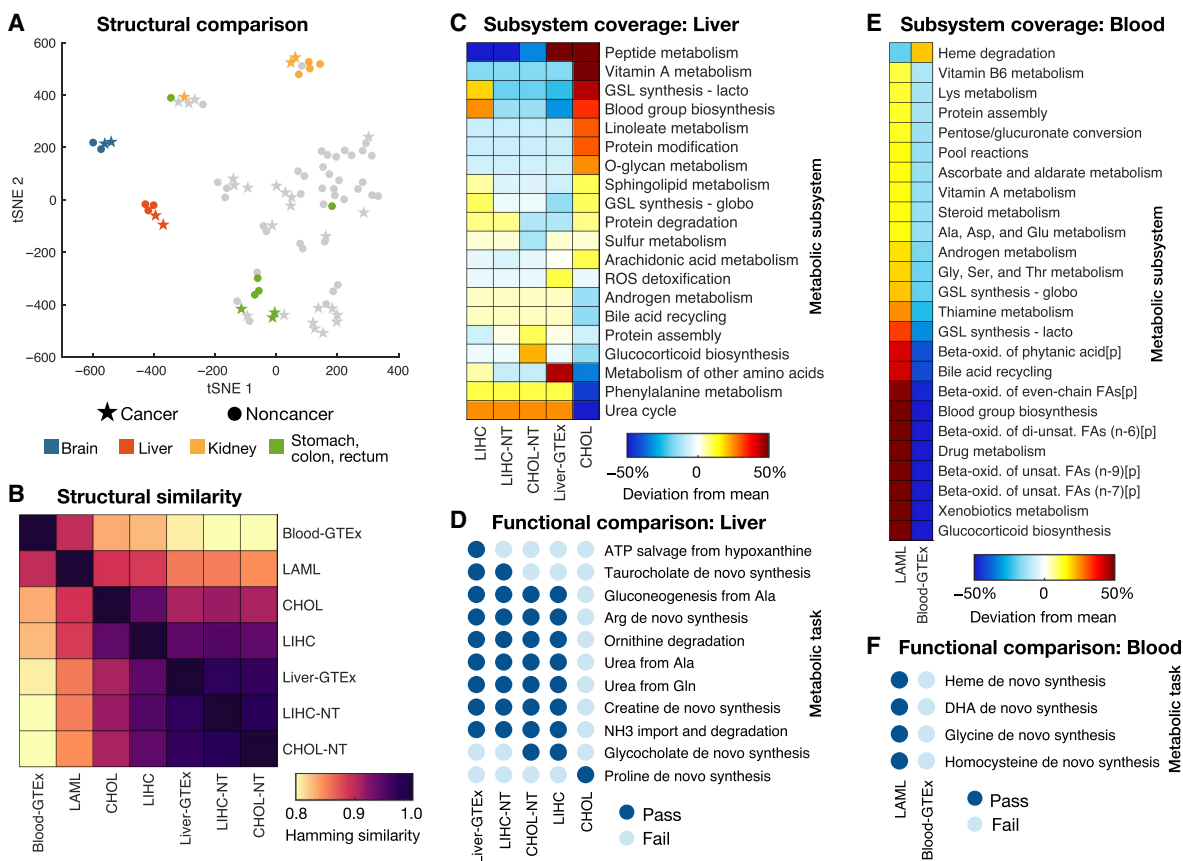 A Structural comparison
600
400
200
0
−200
−400
−600
tSNE 2
−600
−400
−200
0
200
400
tSNE 1
Cancer
Noncancer
Brain
Liver
Kidney
Stomach,
colon, rectum
B Structural similarity
Blood-GTEx
LAML
CHOL
LIHC
Liver-GTEx
LIHC-NT
CHOL-NT
Blood-GTEx
LAML
CHOL
LIHC
Liver-GTEx
LIHC-NT
CHOL-NT
0.8
0.9
1.0
Hamming similarity
C Subsystem coverage: Liver
Peptide metabolism
Vitamin A metabolism
GSL synthesis - lacto
Blood group biosynthesis
Linoleate metabolism
Protein modification
O-glycan metabolism
Sphingolipid metabolism
GSL synthesis - globo
Protein degradation
Sulfur metabolism
Arachidonic acid metabolism
ROS detoxification
Androgen metabolism
Bile acid recycling
Protein assembly
Glucocorticoid biosynthesis
Metabolism of other amino acids
Phenylalanine metabolism
Urea cycle
Metabolic subsystem
LIHC
LIHC-NT
CHOL-NT
Liver-GTEx
CHOL
−50%
0
50%
Deviation from mean
D Functional comparison: Liver
ATP salvage from hypoxanthine
Taurocholate de novo synthesis
Gluconeogenesis from Ala
Arg de novo synthesis
Ornithine degradation
Urea from Ala
Urea from Gln
Creatine de novo synthesis
NH3 import and degradation
Glycocholate de novo synthesis
Proline de novo synthesis
Metabolic task
Liver-GTEx
LIHC-NT
CHOL-NT
LIHC
CHOL
Pass
Fail
E Subsystem coverage: Blood
Heme degradation
Vitamin B6 metabolism
Lys metabolism
Protein assembly
Pentose/glucuronate conversion
Pool reactions
Ascorbate and aldarate metabolism
Vitamin A metabolism
Steroid metabolism
Ala, Asp, and Glu metabolism
Androgen metabolism
Gly, Ser, and Thr metabolism
GSL synthesis - globo
Thiamine metabolism
GSL synthesis - lacto
Beta-oxid. of phytanic acid[p]
Bile acid recycling
Beta-oxid. of even-chain FAs[p]
Blood group biosynthesis
Beta-oxid. of di-unsat. FAs (n-6)[p]
Drug metabolism
Beta-oxid. of unsat. FAs (n-9)[p]
Beta-oxid. of unsat. FAs (n-7)[p]
Xenobiotics metabolism
Glucocorticoid biosynthesis
Metabolic subsystem
LAML
Blood-GTEx
−50%
0
50%
Deviation from mean
F Functional comparison: Blood
Heme de novo synthesis
DHA de novo synthesis
Glycine de novo synthesis
Homocysteine de novo synthesis
Metabolic task
LAML
Blood-GTEx
Pass
Fail